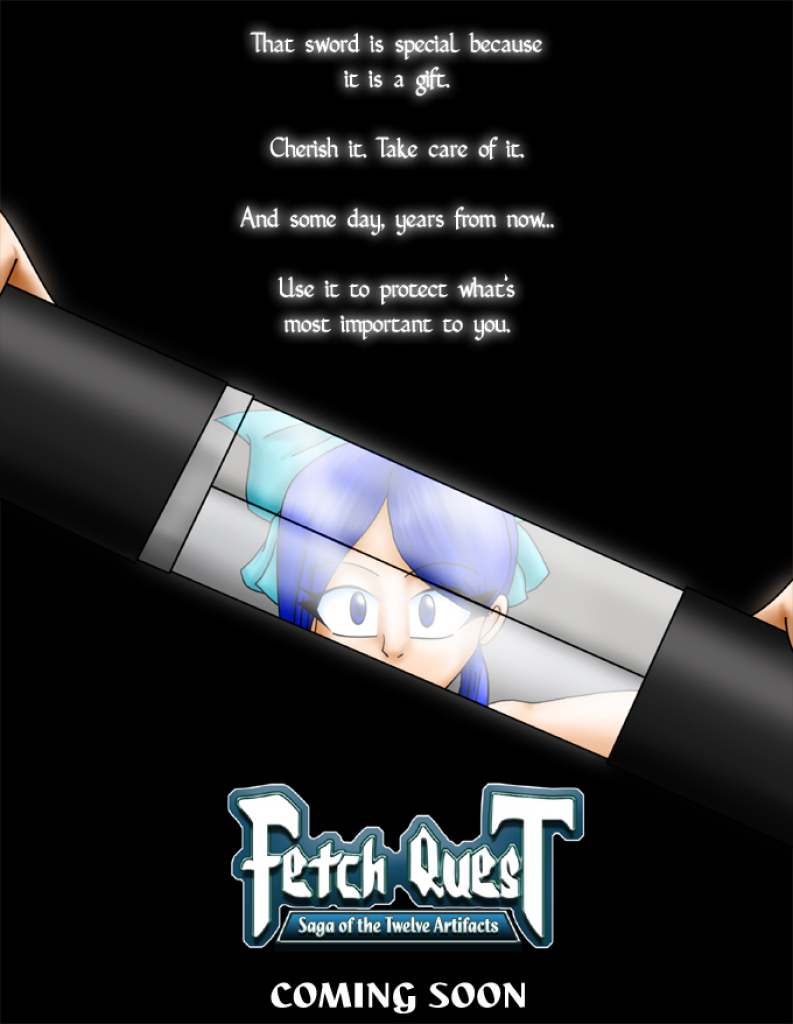 That sword is special because
it is a gift.
Cherish it. Take care of it.
And some day, years from now...
Use it to protect what's
most important to you.
Fetch Quest
Saga of the Twelve Artifacts
COMING SOON